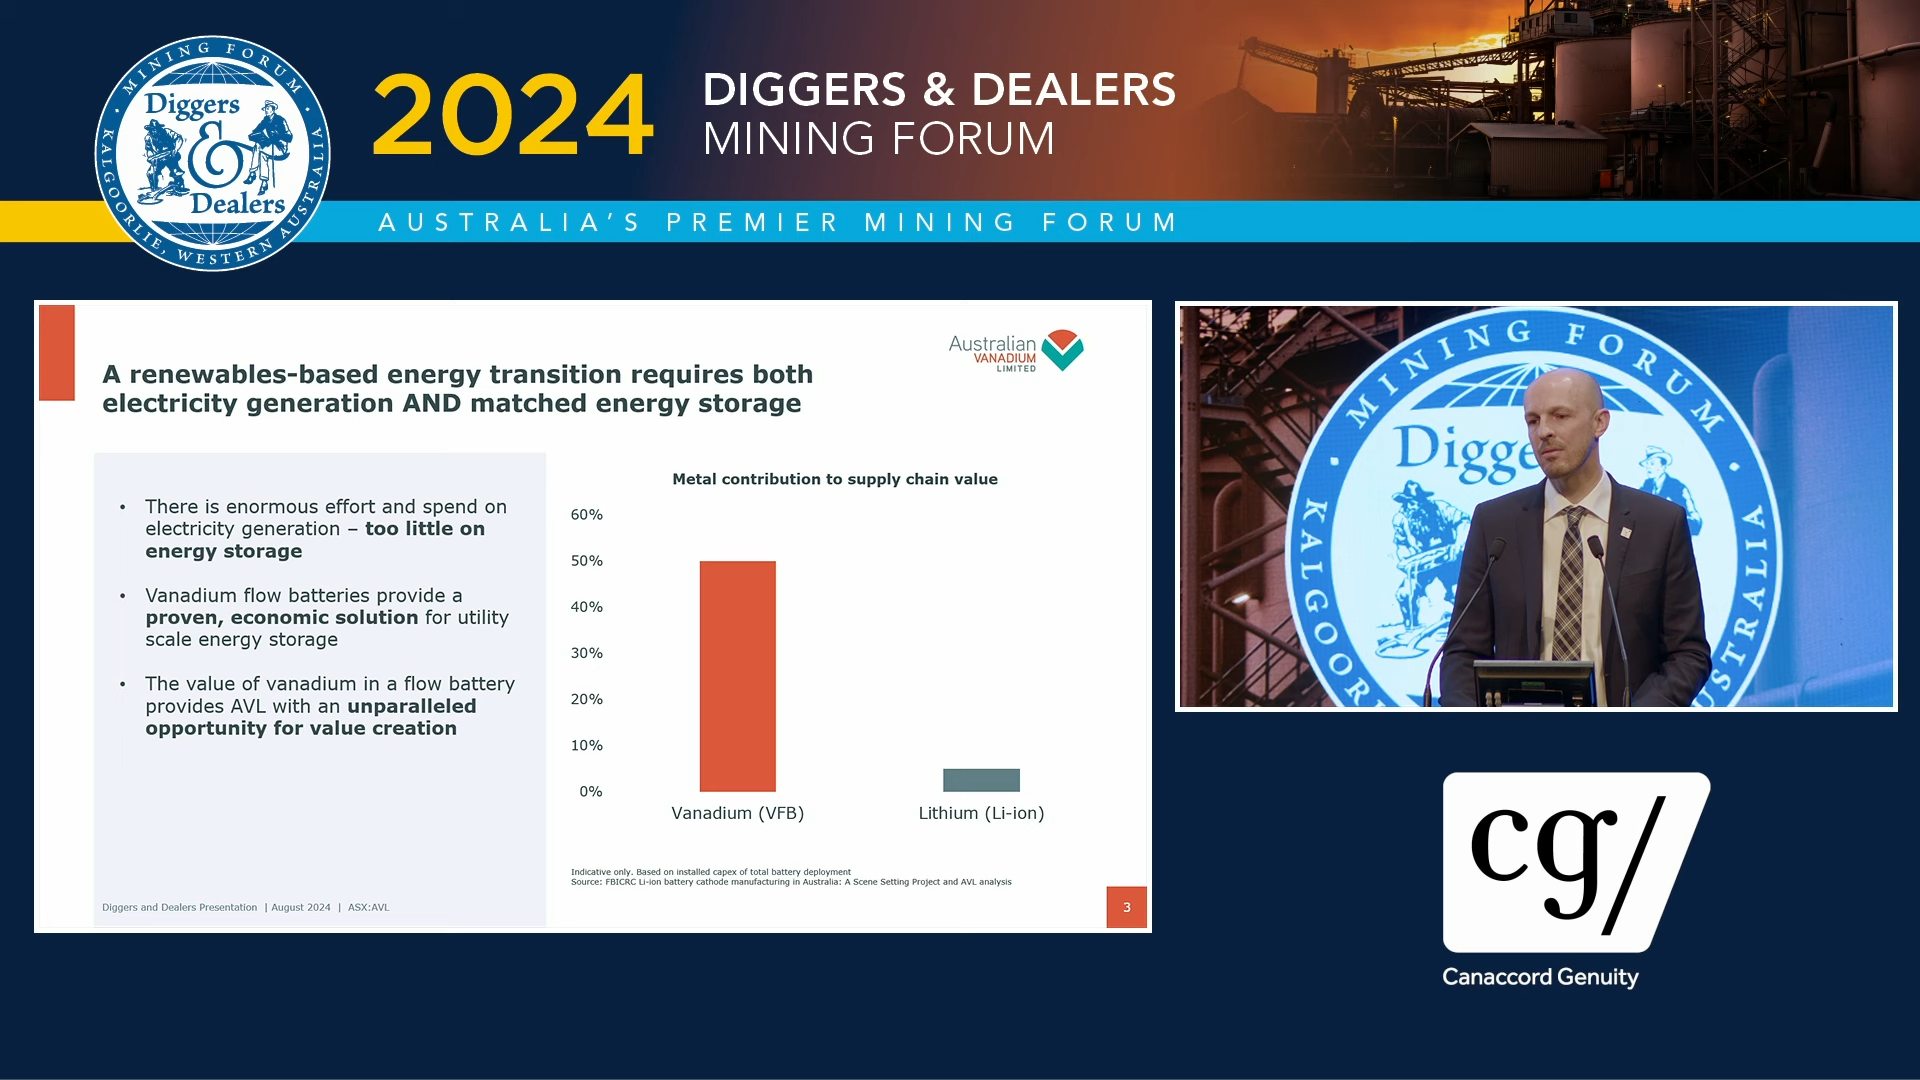 MINING FORUM
Diggers
&
Dealers
KALGOORLIE, WESTERN AUSTRALIA
2024
DIGGERS & DEALERS
MINING FORUM
AUSTRALIA'S PREMIER MINING FORUM
Australian
VANADIUM
LIMITED
A renewables-based energy transition requires both
electricity generation AND matched energy storage
• There is enormous effort and spend on
electricity generation – too little on
energy storage
• Vanadium flow batteries provide a
proven, economic solution for utility
scale energy storage
• The value of vanadium in a flow battery
provides AVL with an unparalleled
opportunity for value creation
Metal contribution to supply chain value
60%
50%
40%
30%
20%
10%
0%
Vanadium (VFB)
Lithium (Li-ion)
Indicative only. Based on installed capex of total battery deployment
Source: FBICRC Li-ion battery cathode manufacturing in Australia: A Scene Setting Project and AVL analysis
Diggers and Dealers Presentation | August 2024 | ASX:AVL
3
MINING FORUM
Digge
KALGOOR
USTRALIA
cg/
Canaccord Genuity